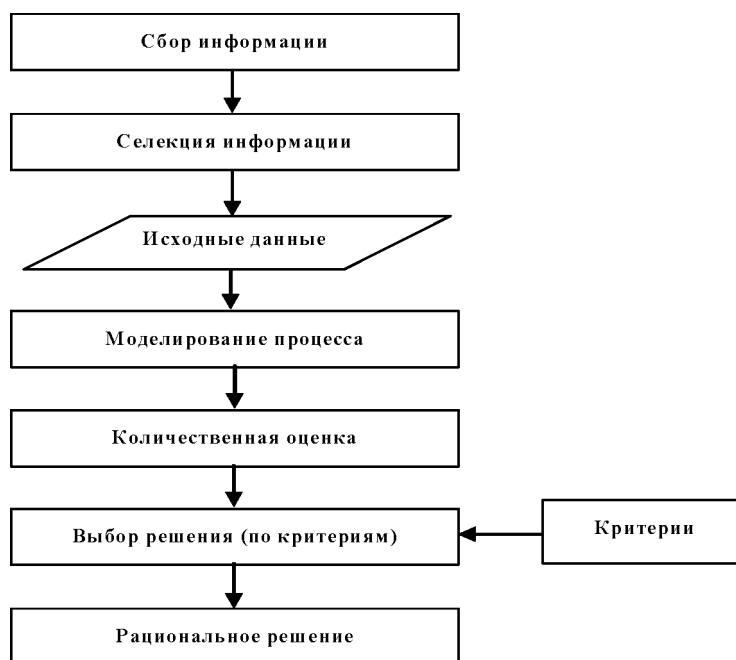 Сбор информации
Селекция информации
Исходные данные
Моделирование процесса
Количественная оценка
Выбор решения (по критериям)
Критерии
Рациональное решение